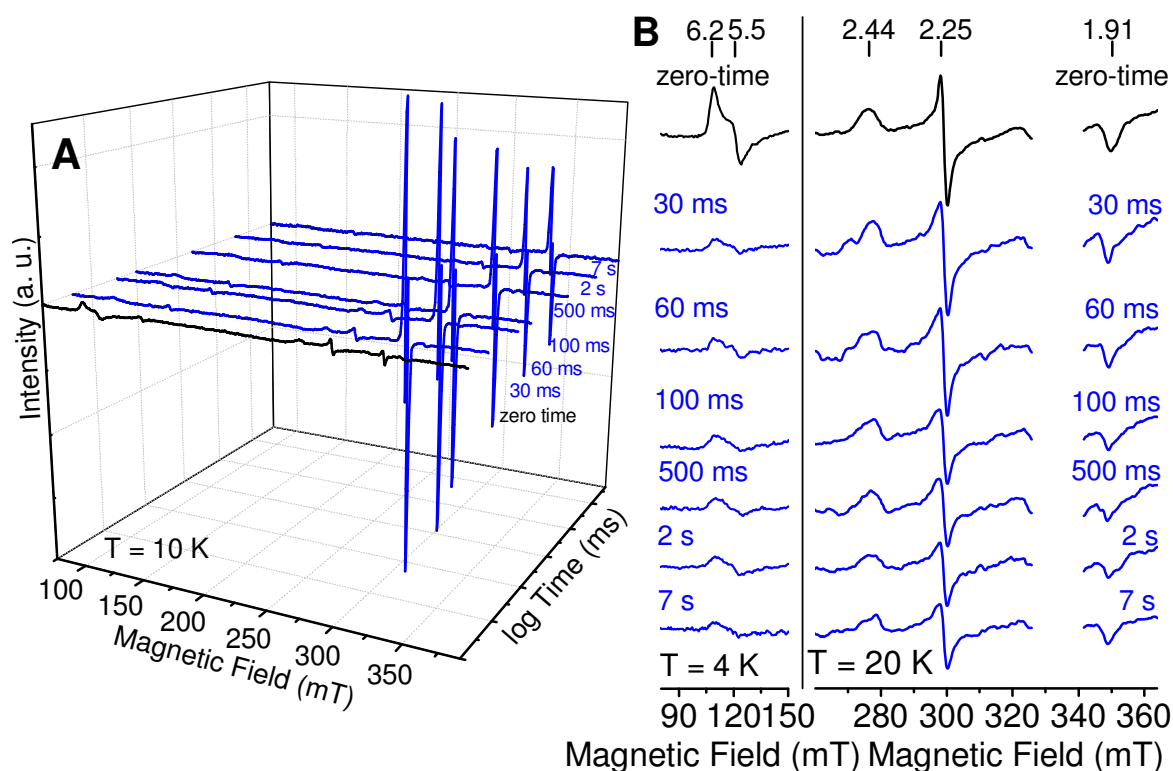 A
Intensity (a. u.)
7 s
2 s
500 ms
100 ms
60 ms
30 ms
zero time
T = 10 K
100 150 200 250 300 350
Magnetic Field (mT)
log Time (ms)
B
6.2 5.5 2.44 2.25 1.91
zero-time zero-time
30 ms 30 ms
60 ms 60 ms
100 ms 100 ms
500 ms 500 ms
2 s 2 s
7 s 7 s
T = 4 K T = 20 K
90 120 150 280 300 320 340 360
Magnetic Field (mT) Magnetic Field (mT)